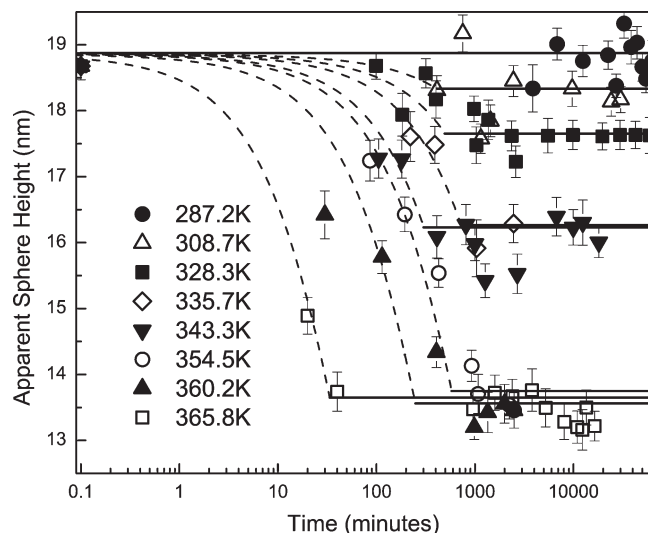 19
18
17
16
15
14
13
Apparent Sphere Height (nm)
287.2K
308.7K
328.3K
335.7K
343.3K
354.5K
360.2K
365.8K
0.1 1 10 100 1000 10000
Time (minutes)